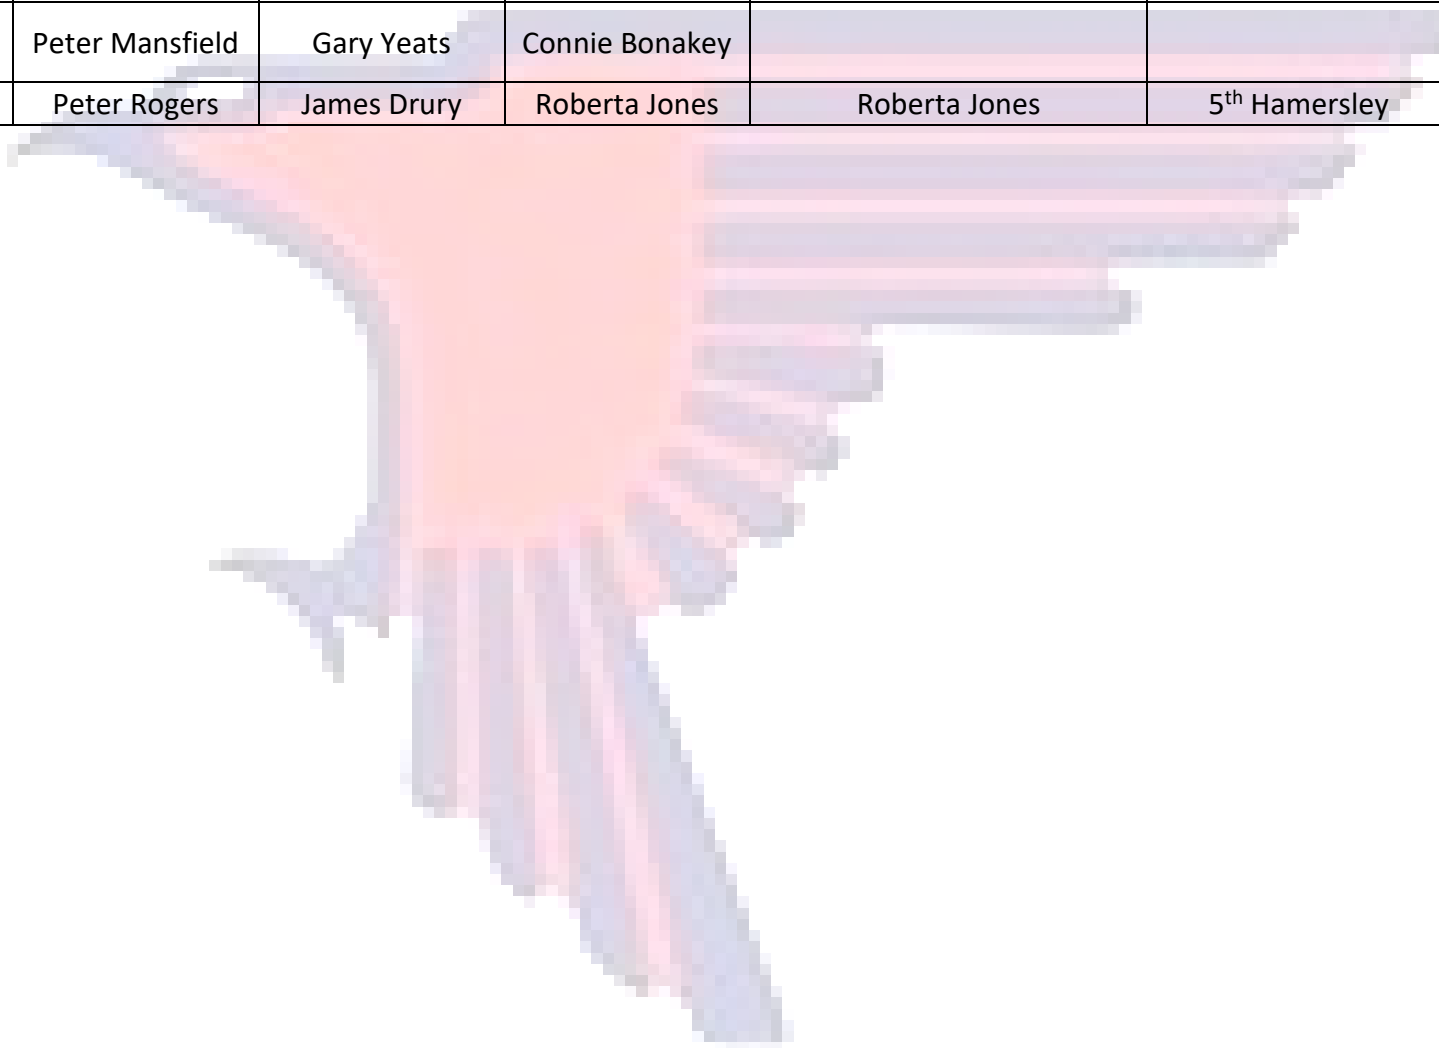 Peter Mansfield Gary Yeats Connie Bonakey
Peter Rogers James Drury Roberta Jones Roberta Jones 5th Hamersley